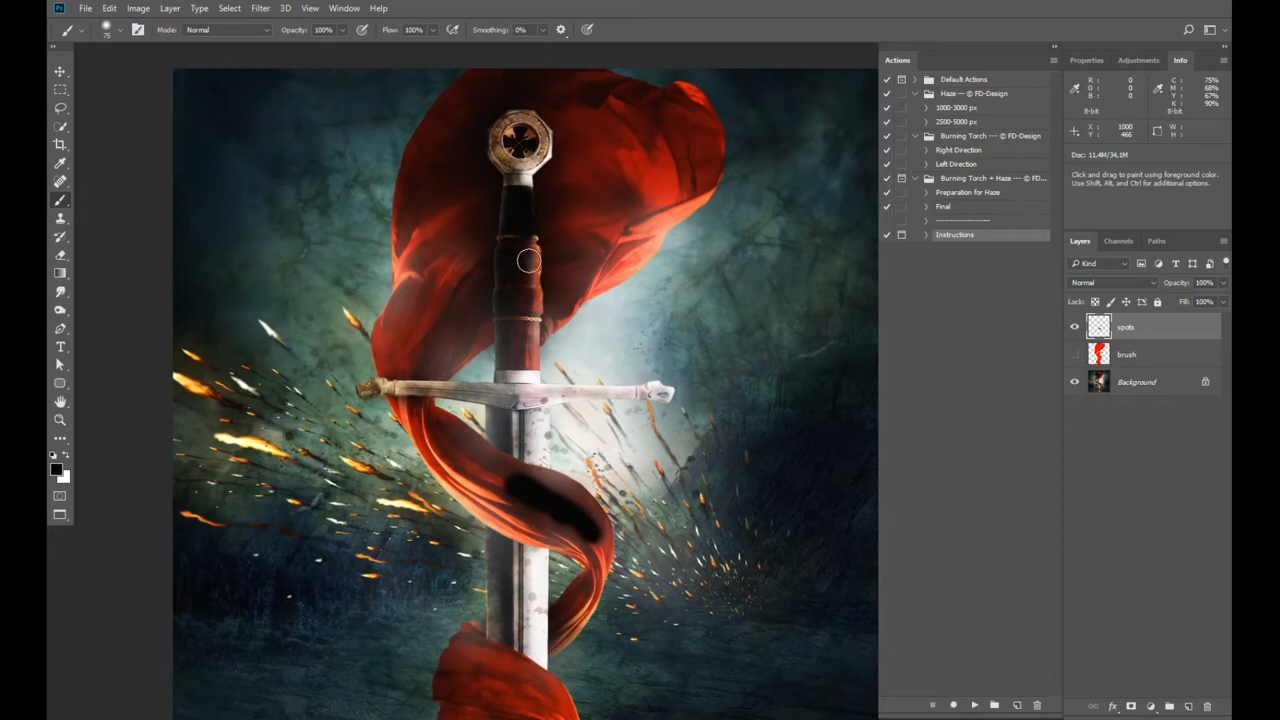 Ps File Edit Image Layer Type Select Filter 3D View Window Help
75 Mode: Normal Opacity: 100% Flow: 100% Smoothing: 0%
Actions
Default Actions
Haze — © FD-Design
1000-3000 px
2500-5000 px
Burning Torch --- © FD-Design
Right Direction
Left Direction
Burning Torch + Haze --- © FD...
Preparation for Haze
Final
--------------------
Instructions
Properties Adjustments Info
R: 0 C: 75%
G: 0 M: 68%
B: 0 Y: 67%
K: 90%
8-bit 8-bit
X: 1000 W:
Y: 466 H:
Doc: 11,4M/34,1M
Click and drag to paint using foreground color.
Use Shift, Alt, and Ctrl for additional options.
Layers Channels Paths
Kind
Normal Opacity: 100%
Lock: Fill: 100%
spots
brush
Background
fx